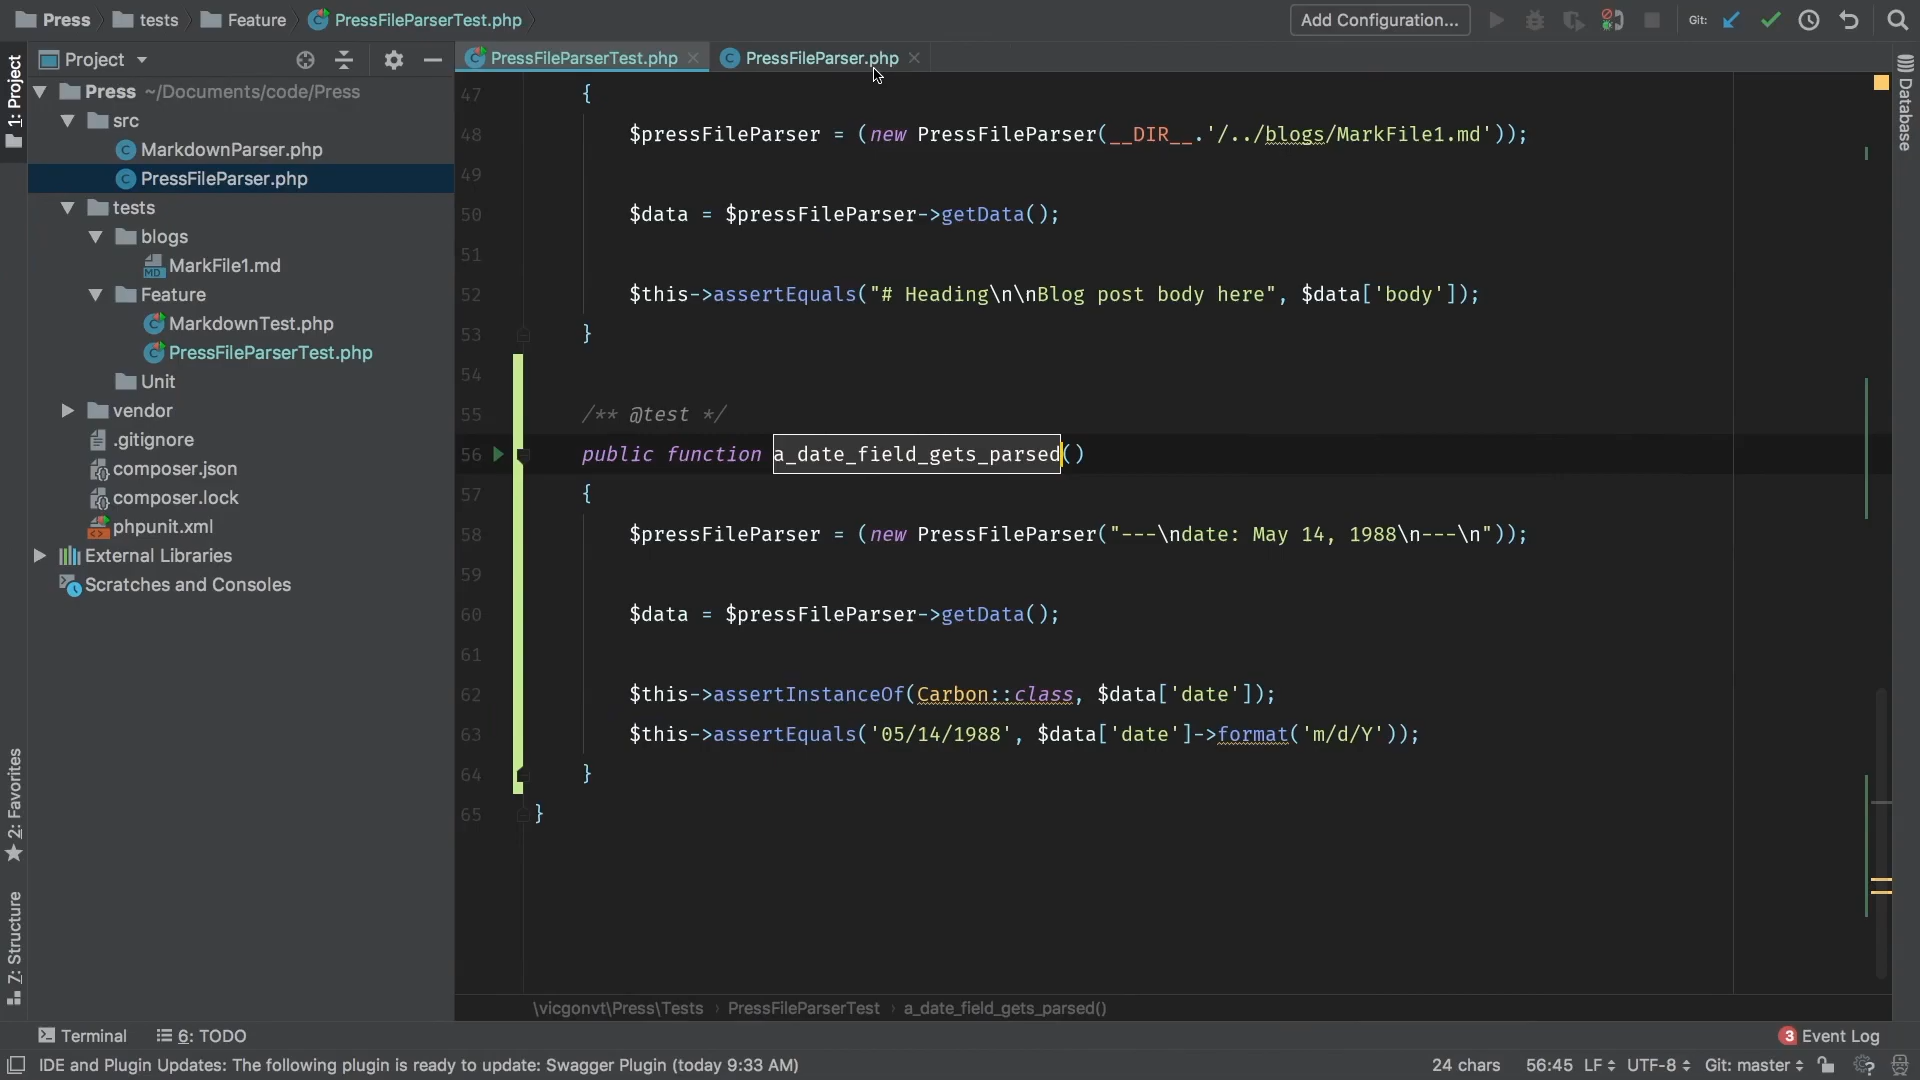 Press tests Feature PressFileParserTest.php
Add Configuration... Git:
Project
PressFileParserTest.php PressFileParser.php
1: Project
Press ~/Documents/code/Press
src
MarkdownParser.php
PressFileParser.php
tests
blogs
MarkFile1.md
Feature
MarkdownTest.php
PressFileParserTest.php
Unit
vendor
.gitignore
composer.json
composer.lock
phpunit.xml
External Libraries
Scratches and Consoles
2: Favorites
Z: Structure
47 {
48 $pressFileParser = (new PressFileParser(__DIR__.'/../blogs/MarkFile1.md'));
49
50 $data = $pressFileParser->getData();
51
52 $this->assertEquals("# Heading\n\nBlog post body here", $data['body']);
53 }
54
55 /** @test */
56 public function a_date_field_gets_parsed()
57 {
58 $pressFileParser = (new PressFileParser("---\ndate: May 14, 1988\n---\n"));
59
60 $data = $pressFileParser->getData();
61
62 $this->assertInstanceOf(Carbon::class, $data['date']);
63 $this->assertEquals('05/14/1988', $data['date']->format('m/d/Y'));
64 }
65 }
Database
\vicgonvt\Press\Tests › PressFileParserTest › a_date_field_gets_parsed()
Terminal 6: TODO
3 Event Log
IDE and Plugin Updates: The following plugin is ready to update: Swagger Plugin (today 9:33 AM)
24 chars 56:45 LF UTF-8 Git: master